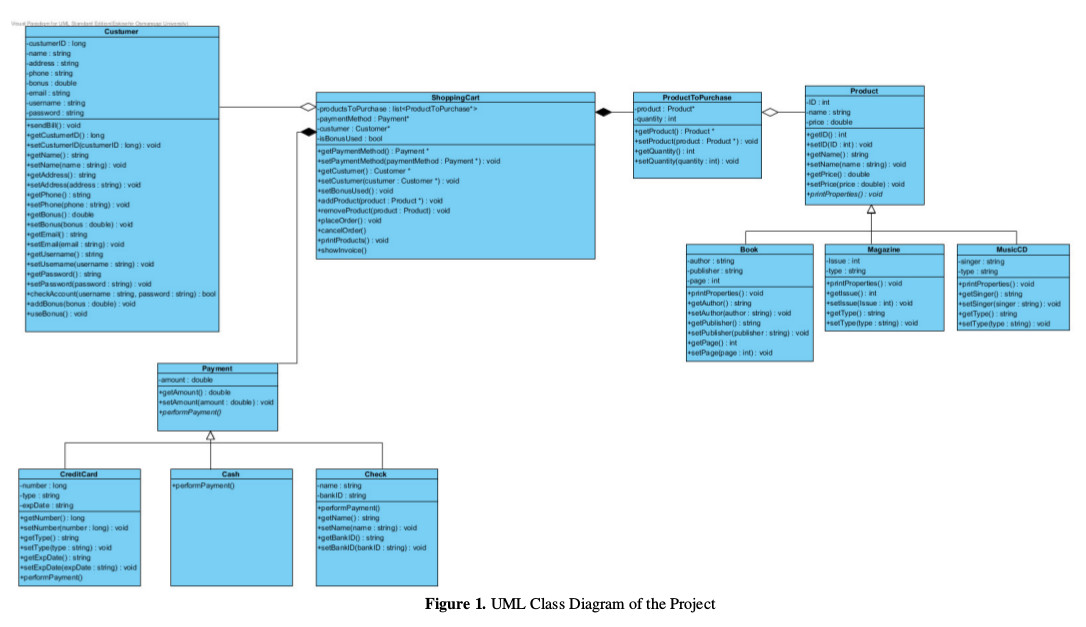 Visual Paradigm for UML Standard Edition(Eskisehir Osmangazi University)
Custumer
-custumerID : long
-name : string
-address : string
-phone : string
-bonus : double
-email : string
-username : string
-password : string
+sendBill() : void
+getCustumerID() : long
+setCustumerID(custumerID : long) : void
+getName() : string
+setName(name : string) : void
+getAddress() : string
+setAddress(address : string) : void
+getPhone() : string
+setPhone(phone : string) : void
+getBonus() : double
+setBonus(bonus : double) : void
+getEmail() : string
+setEmail(email : string) : void
+getUsername() : string
+setUsername(username : string) : void
+getPassword() : string
+setPassword(password : string) : void
+checkAccount(username : string, password : string) : bool
+addBonus(bonus : double) : void
+useBonus() : void
ShoppingCart
-productsToPurchase : list<ProductToPurchase*>
-paymentMethod : Payment*
-custumer : Customer*
-isBonusUsed : bool
+getPaymentMethod() : Payment *
+setPaymentMethod(paymentMethod : Payment *) : void
+getCustumer() : Customer *
+setCustumer(custumer : Customer *) : void
+setBonusUsed() : void
+addProduct(product : Product *) : void
+removeProduct(product : Product) : void
+placeOrder() : void
+cancelOrder()
+printProducts() : void
+showInvoice()
ProductToPurchase
-product : Product*
-quantity : int
+getProduct() : Product *
+setProduct(product : Product *) : void
+getQuantity() : int
+setQuantity(quantity : int) : void
Product
-ID : int
-name : string
-price : double
+getID() : int
+setID(ID : int) : void
+getName() : string
+setName(name : string) : void
+getPrice() : double
+setPrice(price : double) : void
+printProperties() : void
Book
-author : string
-publisher : string
-page : int
+printProperties() : void
+getAuthor() : string
+setAuthor(author : string) : void
+getPublisher() : string
+setPublisher(publisher : string) : void
+getPage() : int
+setPage(page : int) : void
Magazine
-Issue : int
-type : string
+printProperties() : void
+getIssue() : int
+setIssue(Issue : int) : void
+getType() : string
+setType(type : string) : void
MusicCD
-singer : string
-type : string
+printProperties() : void
+getSinger() : string
+setSinger(singer : string) : void
+getType() : string
+setType(type : string) : void
Payment
-amount : double
+getAmount() : double
+setAmount(amount : double) : void
+performPayment()
CreditCard
-number : long
-type : string
-expDate : string
+getNumber() : long
+setNumber(number : long) : void
+getType() : string
+setType(type : string) : void
+getExpDate() : string
+setExpDate(expDate : string) : void
+performPayment()
Cash
+performPayment()
Check
-name : string
-bankID : string
+performPayment()
+getName() : string
+setName(name : string) : void
+getBankID() : string
+setBankID(bankID : string) : void
Figure 1. UML Class Diagram of the Project